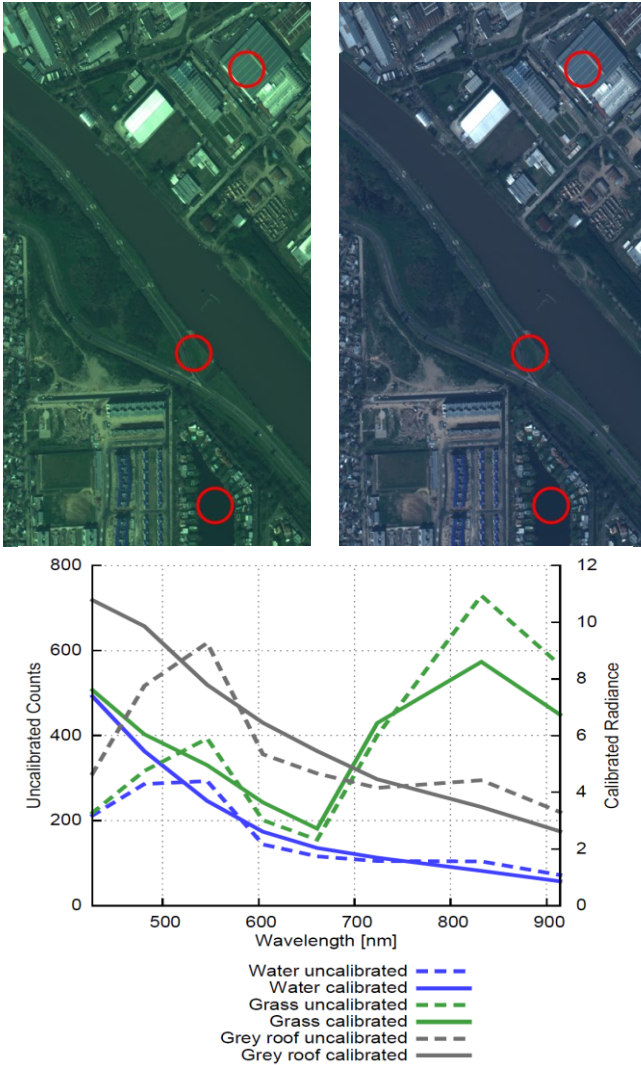 800
600
400
200
0
12
10
8
6
4
2
0
500
600
700
800
900
Uncalibrated Counts
Calibrated Radiance
Wavelength [nm]
Water uncalibrated
Water calibrated
Grass uncalibrated
Grass calibrated
Grey roof uncalibrated
Grey roof calibrated